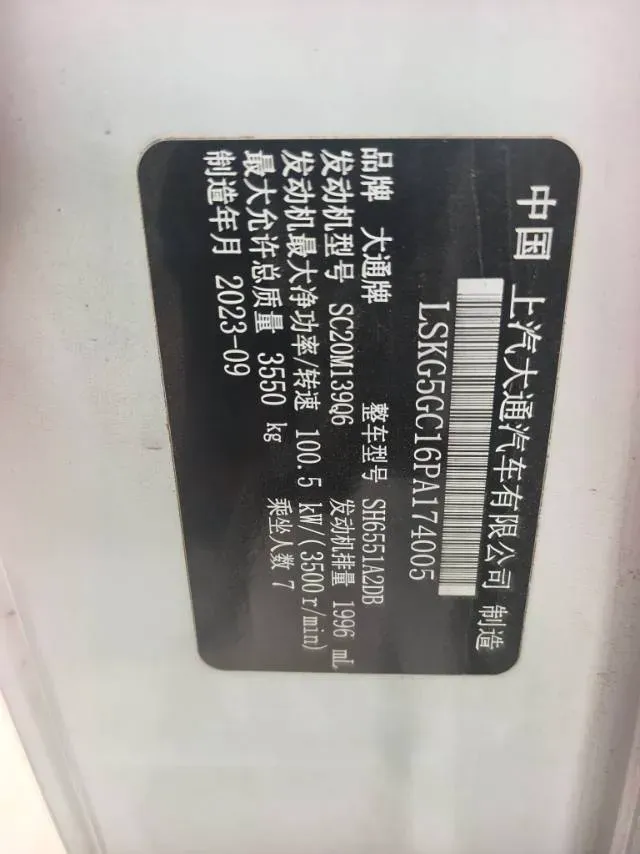 中国 上汽大通汽车有限公司 制造
LSKG5GC16PA174005
品牌 大通牌 整车型号 SH6551A2DB
发动机型号 SC20M139Q6 发动机排量 1996 mL
发动机最大净功率/转速 100.5 kW/(3500r/min)
最大允许总质量 3550 kg 乘坐人数 7
制造年月 2023-09